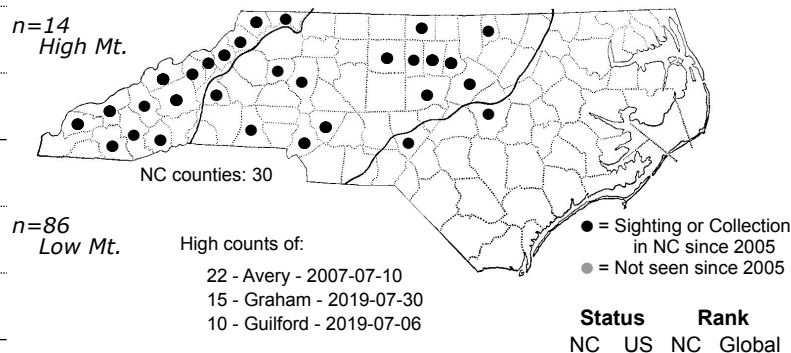 n=14
High Mt.
NC counties: 30
n=86
Low Mt.
High counts of:
22 - Avery - 2007-07-10
15 - Graham - 2019-07-30
10 - Guilford - 2019-07-06
● = Sighting or Collection
in NC since 2005
● = Not seen since 2005
Status Rank
NC US NC Global